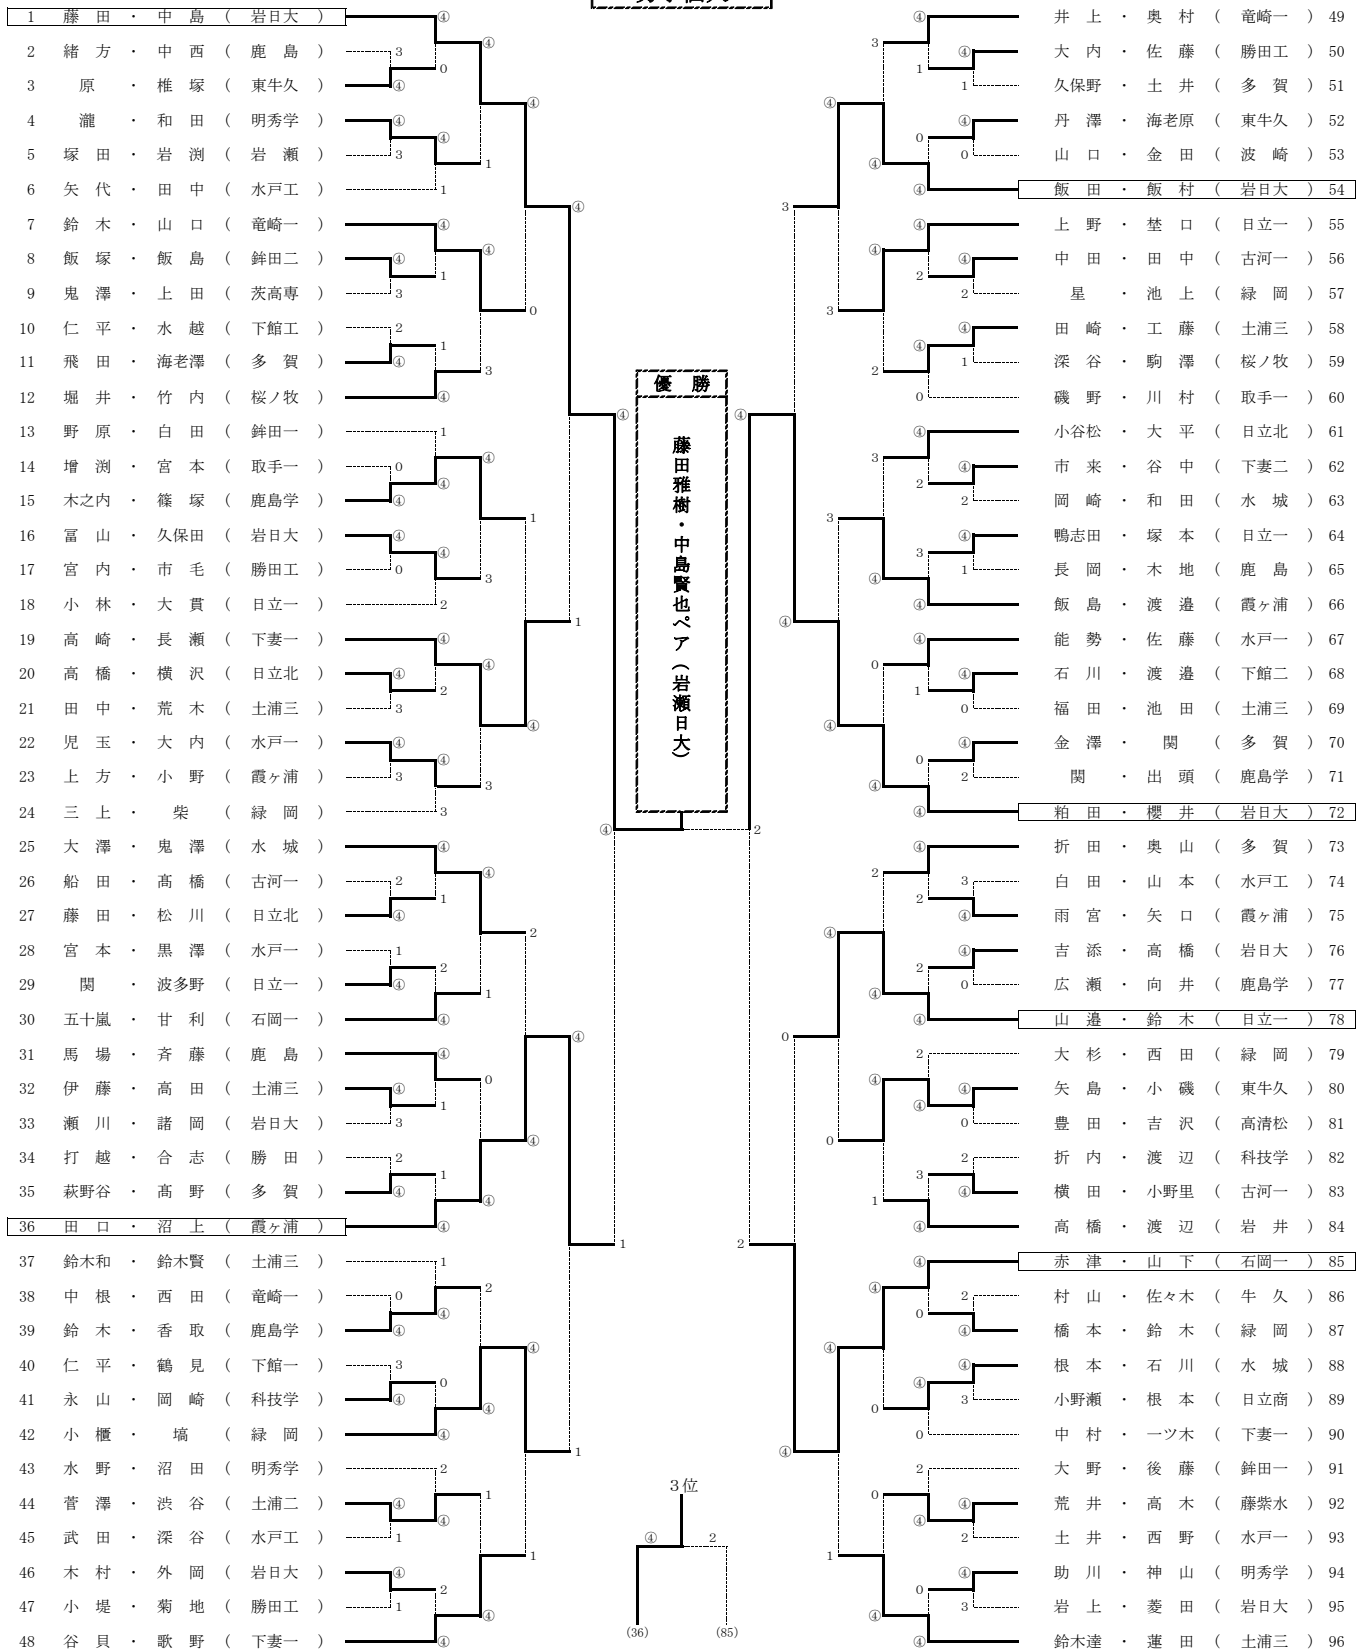 1 藤田・中島（岩日大）
2 緒方・中西（鹿島）
3 原・椎塚（東牛久）
4 瀧・和田（明秀学）
5 塚田・岩渕（岩瀬）
6 矢代・田中（水戸工）
7 鈴木・山口（竜崎一）
8 飯塚・飯島（鉾田二）
9 鬼澤・上田（茨高専）
10 仁平・水越（下館工）
11 飛田・海老澤（多賀）
12 堀井・竹内（桜ノ牧）
13 野原・白田（鉾田一）
14 増渕・宮本（取手一）
15 木之内・篠塚（鹿島学）
16 冨山・久保田（岩日大）
17 宮内・市毛（勝田工）
18 小林・大貫（日立一）
19 高崎・長瀬（下妻一）
20 高橋・横沢（日立北）
21 田中・荒木（土浦三）
22 児玉・大内（水戸一）
23 上方・小野（霞ヶ浦）
24 三上・柴（緑岡）
25 大澤・鬼澤（水城）
26 船田・髙橋（古河一）
27 藤田・松川（日立北）
28 宮本・黒澤（水戸一）
29 関・波多野（日立一）
30 五十嵐・甘利（石岡一）
31 馬場・斉藤（鹿島）
32 伊藤・高田（土浦三）
33 瀬川・諸岡（岩日大）
34 打越・合志（勝田）
35 萩野谷・髙野（多賀）
36 田口・沼上（霞ヶ浦）
37 鈴木和・鈴木賢（土浦三）
38 中根・西田（竜崎一）
39 鈴木・香取（鹿島学）
40 仁平・鶴見（下館一）
41 永山・岡崎（科技学）
42 小櫃・塙（緑岡）
43 水野・沼田（明秀学）
44 菅澤・渋谷（土浦二）
45 武田・深谷（水戸工）
46 木村・外岡（岩日大）
47 小堤・菊地（勝田工）
48 谷貝・歌野（下妻一）
優勝
藤田雅樹・中島賢也ペア（岩瀬日大）
3位
④ 2
(36) (85)
井上・奥村（竜崎一）49
大内・佐藤（勝田工）50
久保野・土井（多賀）51
丹澤・海老原（東牛久）52
山口・金田（波崎）53
飯田・飯村（岩日大）54
上野・埜口（日立一）55
中田・田中（古河一）56
星・池上（緑岡）57
田崎・工藤（土浦三）58
深谷・駒澤（桜ノ牧）59
磯野・川村（取手一）60
小谷松・大平（日立北）61
市来・谷中（下妻二）62
岡崎・和田（水城）63
鴨志田・塚本（日立一）64
長岡・木地（鹿島）65
飯島・渡邉（霞ヶ浦）66
能勢・佐藤（水戸一）67
石川・渡邉（下館二）68
福田・池田（土浦三）69
金澤・関（多賀）70
関・出頭（鹿島学）71
粕田・櫻井（岩日大）72
折田・奥山（多賀）73
白田・山本（水戸工）74
雨宮・矢口（霞ヶ浦）75
吉添・高橋（岩日大）76
広瀬・向井（鹿島学）77
山邉・鈴木（日立一）78
大杉・西田（緑岡）79
矢島・小磯（東牛久）80
豊田・吉沢（高清松）81
折内・渡辺（科技学）82
横田・小野里（古河一）83
高橋・渡辺（岩井）84
赤津・山下（石岡一）85
村山・佐々木（牛久）86
橋本・鈴木（緑岡）87
根本・石川（水城）88
小野瀬・根本（日立商）89
中村・一ツ木（下妻一）90
大野・後藤（鉾田一）91
荒井・高木（藤紫水）92
土井・西野（水戸一）93
助川・神山（明秀学）94
岩上・菱田（岩日大）95
鈴木達・蓮田（土浦三）96